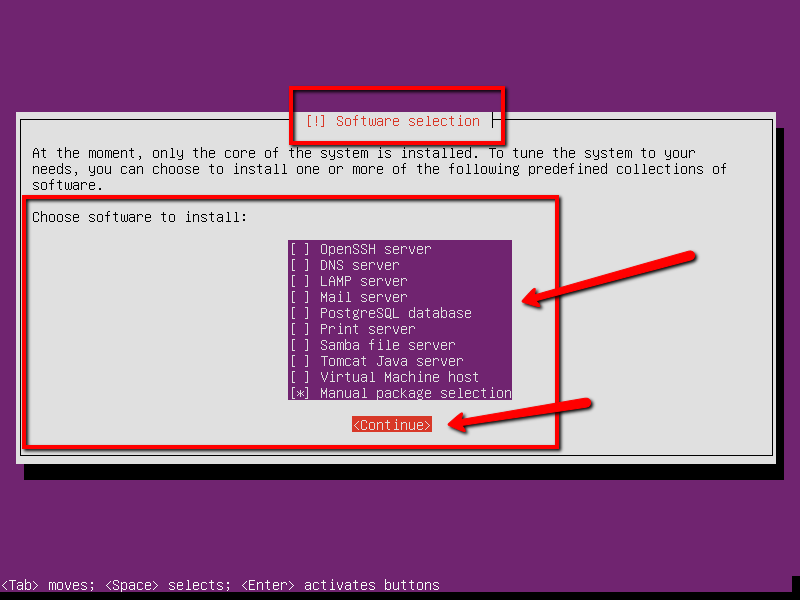 [!] Software selection
At the moment, only the core of the system is installed. To tune the system to your
needs, you can choose to install one or more of the following predefined collections of
software.
Choose software to install:
[ ] OpenSSH server
[ ] DNS server
[ ] LAMP server
[ ] Mail server
[ ] PostgreSQL database
[ ] Print server
[ ] Samba file server
[ ] Tomcat Java server
[ ] Virtual Machine host
[*] Manual package selection
<Continue>
<Tab> moves; <Space> selects; <Enter> activates buttons